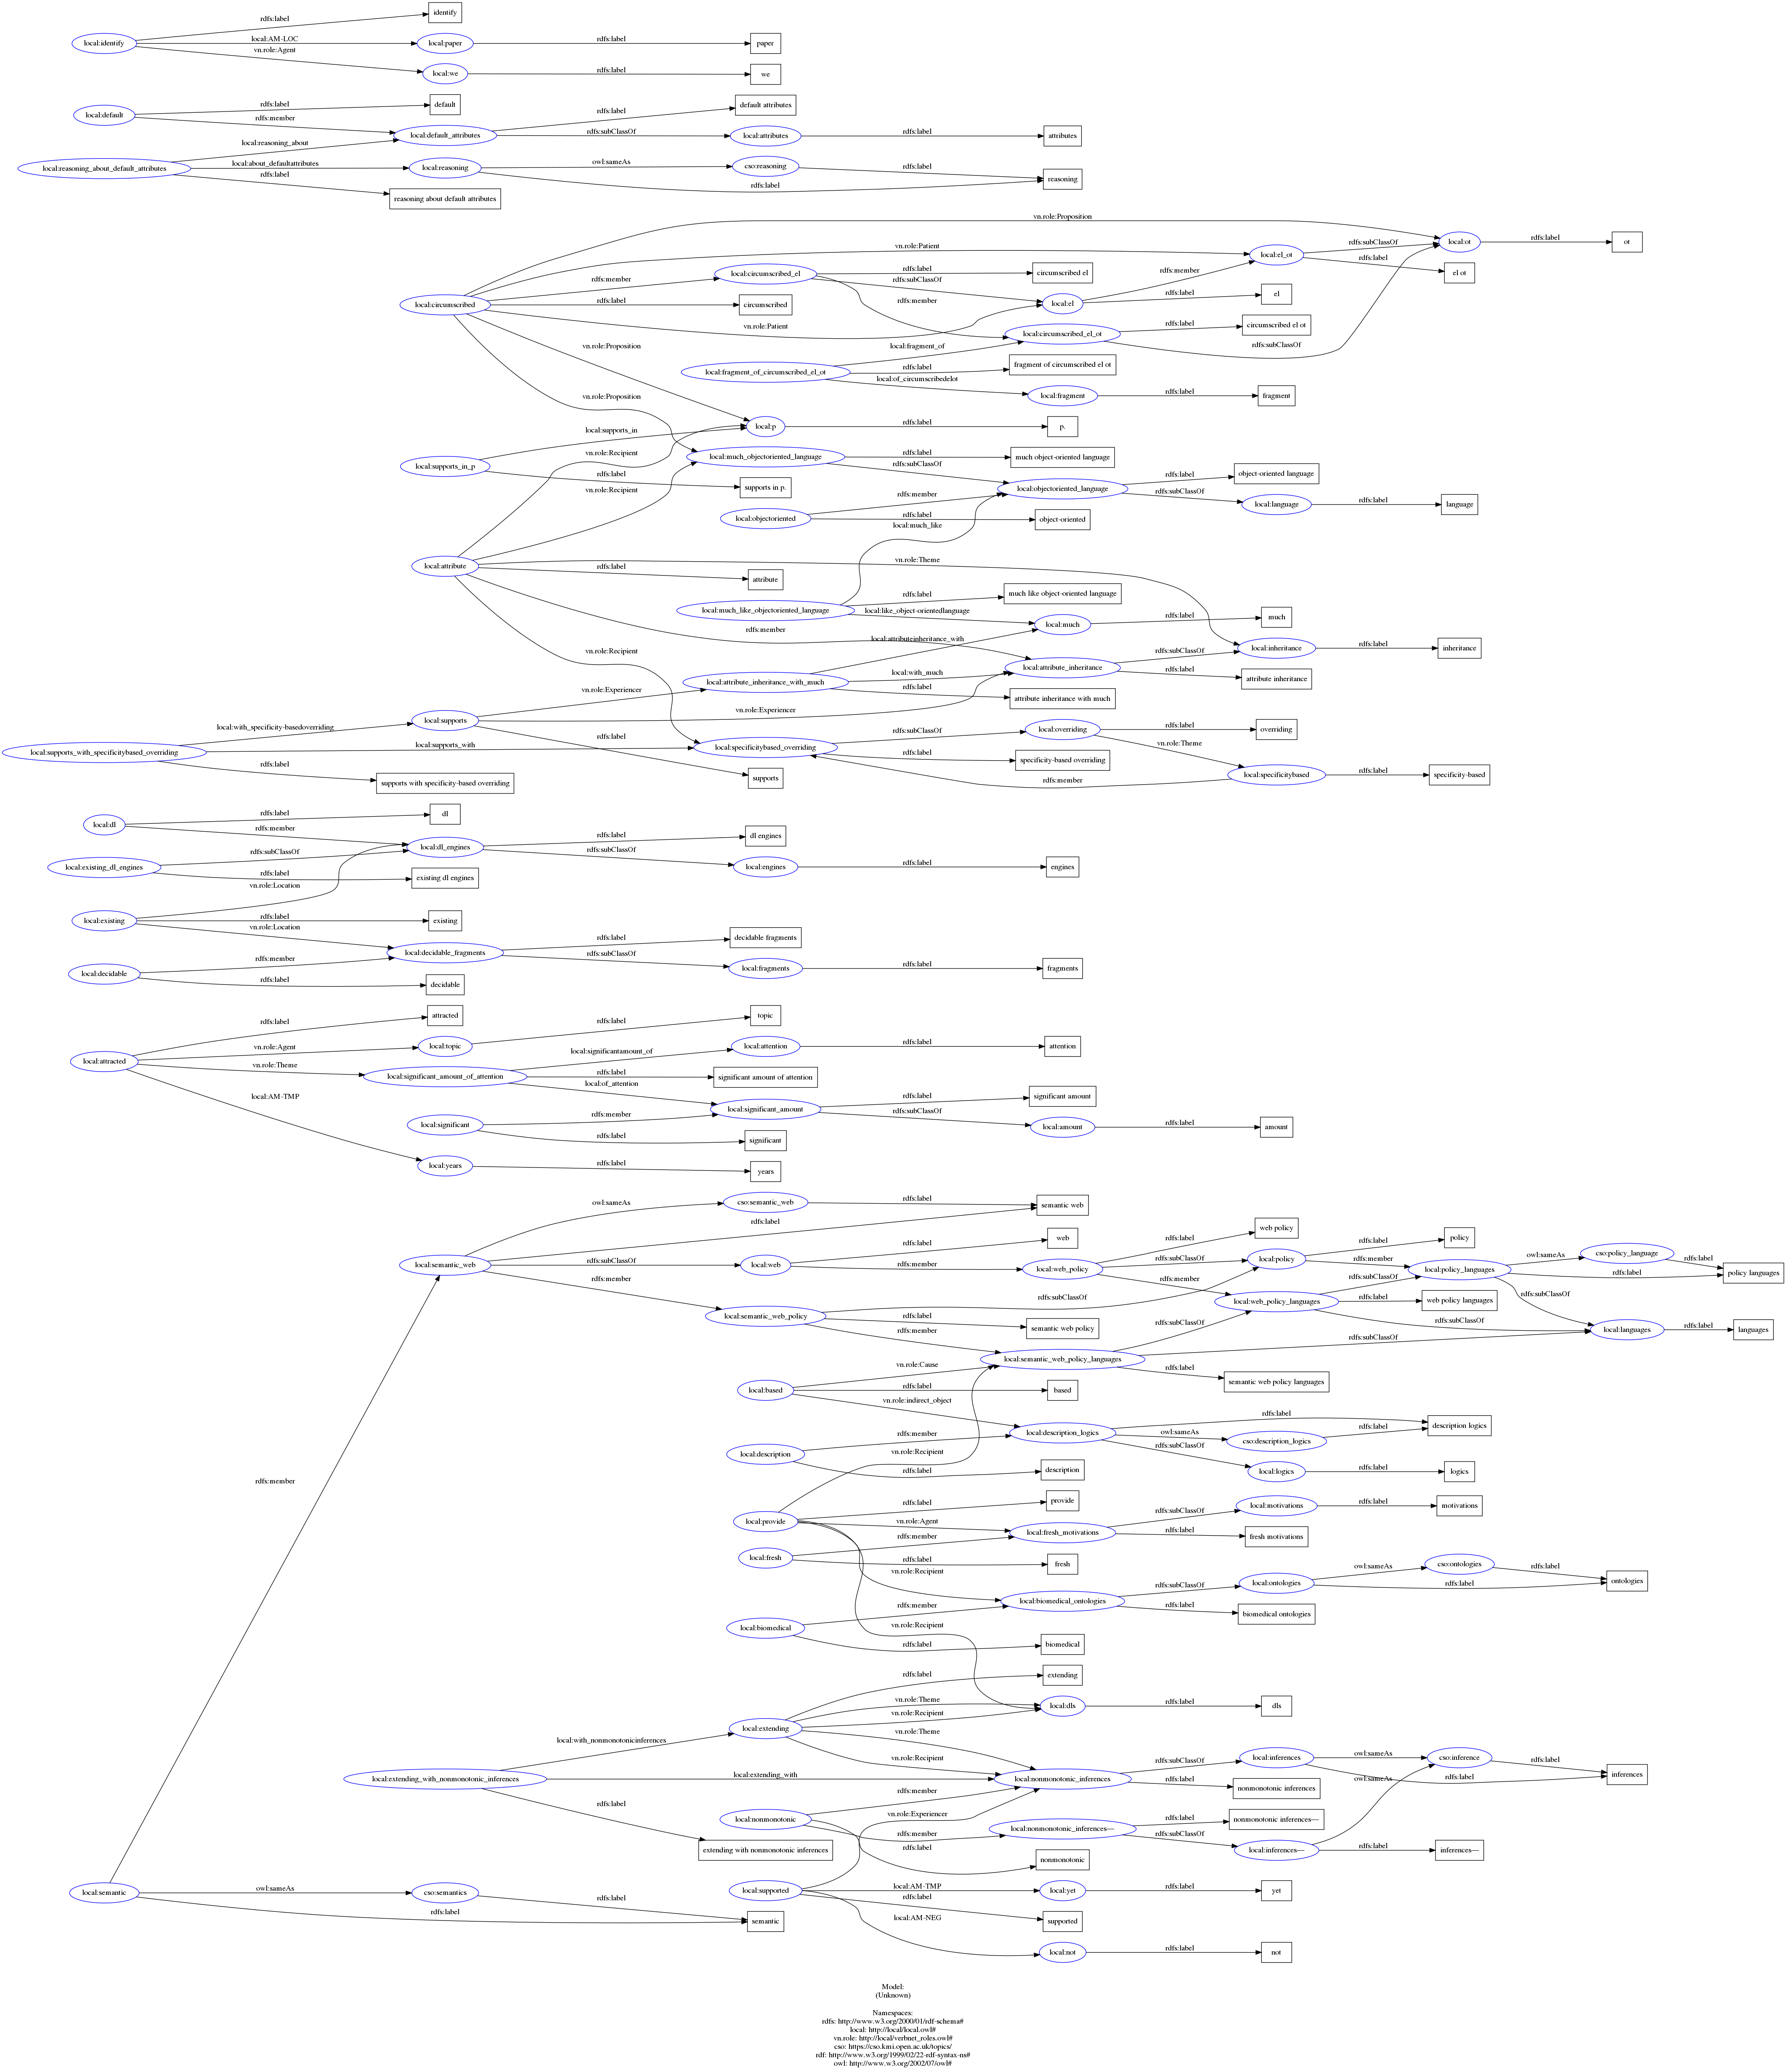 rdfs:label
identify
local:identify
local:AM-LOC
local:paper
rdfs:label
paper
vn.role:Agent
local:we
rdfs:label
we
local:default
rdfs:label
default
rdfs:member
local:default_attributes
rdfs:label
default attributes
rdfs:subClassOf
local:attributes
rdfs:label
attributes
local:reasoning_about_default_attributes
local:reasoning_about
local:about_defaultattributes
local:reasoning
owl:sameAs
cso:reasoning
rdfs:label
rdfs:label
reasoning
rdfs:label
reasoning about default attributes
local:circumscribed
vn.role:Proposition
local:ot
rdfs:label
ot
vn.role:Patient
local:el_ot
rdfs:subClassOf
rdfs:label
el ot
rdfs:member
local:circumscribed_el
rdfs:label
circumscribed el
rdfs:subClassOf
rdfs:member
rdfs:label
circumscribed
vn.role:Patient
local:el
rdfs:member
rdfs:label
el
local:circumscribed_el_ot
rdfs:label
circumscribed el ot
rdfs:subClassOf
vn.role:Proposition
local:fragment_of_circumscribed_el_ot
local:fragment_of
rdfs:label
fragment of circumscribed el ot
local:of_circumscribedelot
local:fragment
rdfs:label
fragment
vn.role:Proposition
local:p
rdfs:label
p.
local:supports_in_p
local:supports_in
rdfs:label
supports in p.
vn.role:Recipient
local:much_objectoriented_language
rdfs:label
much object-oriented language
rdfs:subClassOf
vn.role:Recipient
local:objectoriented_language
rdfs:label
object-oriented language
rdfs:subClassOf
local:language
rdfs:label
language
local:objectoriented
rdfs:member
rdfs:label
object-oriented
local:much_like
local:attribute
vn.role:Theme
rdfs:label
attribute
local:much_like_objectoriented_language
rdfs:label
much like object-oriented language
local:like_object-orientedlanguage
local:much
rdfs:label
much
rdfs:member
local:attributeinheritance_with
vn.role:Recipient
local:attribute_inheritance
rdfs:subClassOf
local:inheritance
rdfs:label
inheritance
rdfs:label
attribute inheritance
local:attribute_inheritance_with_much
local:with_much
rdfs:label
attribute inheritance with much
vn.role:Experiencer
local:supports
vn.role:Experiencer
rdfs:label
supports
local:supports_with_specificitybased_overriding
local:with_specificity-basedoverriding
local:supports_with
rdfs:label
supports with specificity-based overriding
local:specificitybased_overriding
rdfs:subClassOf
local:overriding
rdfs:label
overriding
rdfs:label
specificity-based overriding
vn.role:Theme
local:specificitybased
rdfs:label
specificity-based
rdfs:member
local:dl
rdfs:label
dl
rdfs:member
local:dl_engines
rdfs:label
dl engines
rdfs:subClassOf
local:engines
rdfs:label
engines
local:existing_dl_engines
rdfs:subClassOf
rdfs:label
existing dl engines
vn.role:Location
local:existing
rdfs:label
existing
vn.role:Location
local:decidable_fragments
rdfs:label
decidable fragments
rdfs:subClassOf
local:fragments
rdfs:label
fragments
local:decidable
rdfs:member
rdfs:label
decidable
local:attracted
rdfs:label
attracted
vn.role:Agent
local:topic
rdfs:label
topic
vn.role:Theme
local:significant_amount_of_attention
local:significantamount_of
local:attention
rdfs:label
attention
rdfs:label
significant amount of attention
local:of_attention
local:AM-TMP
local:significant
rdfs:member
local:significant_amount
rdfs:label
significant amount
rdfs:subClassOf
local:amount
rdfs:label
amount
rdfs:label
significant
local:years
rdfs:label
years
owl:sameAs
cso:semantic_web
rdfs:label
semantic web
rdfs:label
local:semantic_web
rdfs:subClassOf
local:web
rdfs:label
web
rdfs:member
local:web_policy
rdfs:label
web policy
rdfs:subClassOf
local:policy
rdfs:label
policy
rdfs:member
local:policy_languages
owl:sameAs
cso:policy_language
rdfs:label
rdfs:label
policy languages
rdfs:member
local:semantic_web_policy
rdfs:subClassOf
rdfs:label
semantic web policy
rdfs:member
rdfs:member
local:web_policy_languages
rdfs:subClassOf
rdfs:label
web policy languages
rdfs:subClassOf
rdfs:subClassOf
local:languages
rdfs:label
languages
local:semantic_web_policy_languages
rdfs:subClassOf
rdfs:subClassOf
rdfs:label
semantic web policy languages
local:based
vn.role:Cause
rdfs:label
based
vn.role:indirect_object
local:description_logics
rdfs:label
description logics
owl:sameAs
cso:description_logics
rdfs:label
rdfs:subClassOf
local:logics
rdfs:label
logics
local:description
rdfs:member
vn.role:Recipient
rdfs:label
description
rdfs:member
local:provide
rdfs:label
provide
vn.role:Agent
local:fresh_motivations
rdfs:subClassOf
local:motivations
rdfs:label
motivations
rdfs:label
fresh motivations
local:fresh
rdfs:member
rdfs:label
fresh
vn.role:Recipient
local:biomedical_ontologies
rdfs:subClassOf
local:ontologies
owl:sameAs
cso:ontologies
rdfs:label
rdfs:label
ontologies
rdfs:label
biomedical ontologies
local:biomedical
rdfs:member
vn.role:Recipient
rdfs:label
biomedical
rdfs:label
extending
local:extending
vn.role:Theme
vn.role:Recipient
local:dls
rdfs:label
dls
vn.role:Theme
vn.role:Recipient
local:extending_with_nonmonotonic_inferences
local:with_nonmonotonicinferences
local:extending_with
local:nonmonotonic_inferences
rdfs:subClassOf
local:inferences
owl:sameAs
cso:inference
rdfs:label
rdfs:label
inferences
owl:sameAs
rdfs:label
nonmonotonic inferences
rdfs:label
extending with nonmonotonic inferences
local:nonmonotonic
rdfs:member
vn.role:Experiencer
rdfs:member
local:nonmonotonic_inferences—
rdfs:label
nonmonotonic inferences—
rdfs:subClassOf
local:inferences—
rdfs:label
inferences—
rdfs:label
nonmonotonic
local:semantic
owl:sameAs
cso:semantics
rdfs:label
rdfs:label
semantic
local:supported
local:AM-TMP
local:yet
rdfs:label
yet
rdfs:label
supported
local:AM-NEG
local:not
rdfs:label
not
Model:
(Unknown)
Namespaces:
rdfs: http://www.w3.org/2000/01/rdf-schema#
local: http://local/local.owl#
vn.role: http://local/verbnet_roles.owl#
cso: https://cso.kmi.open.ac.uk/topics/
rdf: http://www.w3.org/1999/02/22-rdf-syntax-ns#
owl: http://www.w3.org/2002/07/owl#